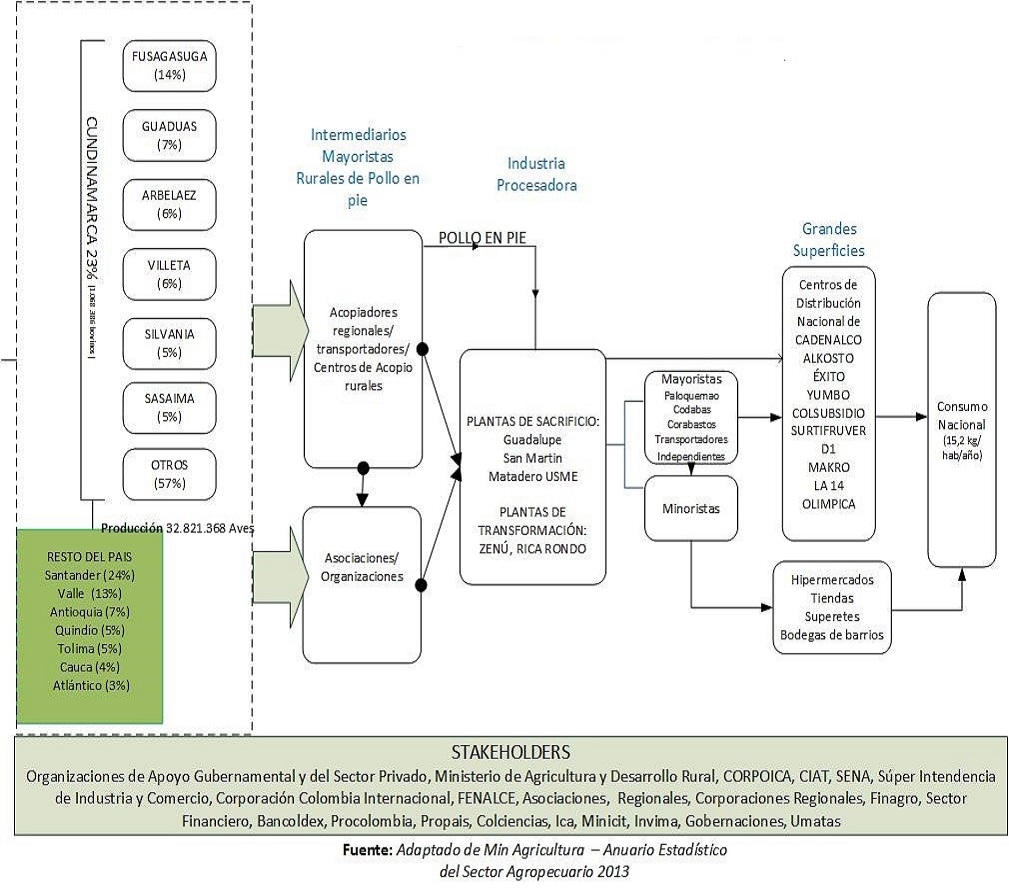 FUSAGASUGA
(14%)
GUADUAS
(7%)
ARBELAEZ
(6%)
VILLETA
(6%)
SILVANIA
(5%)
SASAIMA
(5%)
OTROS
(57%)
CUNDINAMARCA 23% (1.068.386 bovinos)
Producción 32.821.368 Aves
RESTO DEL PAIS
Santander (24%)
Valle (13%)
Antioquia (7%)
Quindío (5%)
Tolima (5%)
Cauca (4%)
Atlántico (3%)
Intermediarios
Mayoristas
Rurales de Pollo en
pie
Acopiadores
regionales/
transportadores/
Centros de Acopio
rurales
Asociaciones/
Organizaciones
POLLO EN PIE
Industria
Procesadora
PLANTAS DE SACRIFICIO:
Guadalupe
San Martin
Matadero USME
PLANTAS DE
TRANSFORMACIÓN:
ZENÚ, RICA RONDO
Mayoristas
Paloquemao
Codabas
Corabastos
Transportadores
Independientes
Minoristas
Grandes
Superficies
Centros de
Distribución
Nacional de
CADENALCO
ALKOSTO
ÉXITO
YUMBO
COLSUBSIDIO
SURTIFRUVER
D1
MAKRO
LA 14
OLIMPICA
Hipermercados
Tiendas
Superetes
Bodegas de barrios
Consumo
Nacional
(15,2 kg/
hab/año)
STAKEHOLDERS
Organizaciones de Apoyo Gubernamental y del Sector Privado, Ministerio de Agricultura y Desarrollo Rural, CORPOICA, CIAT, SENA, Súper Intendencia
de Industria y Comercio, Corporación Colombia Internacional, FENALCE, Asociaciones, Regionales, Corporaciones Regionales, Finagro, Sector
Financiero, Bancoldex, Procolombia, Propais, Colciencias, Ica, Minicit, Invima, Gobernaciones, Umatas
Fuente: Adaptado de Min Agricultura – Anuario Estadístico
del Sector Agropecuario 2013